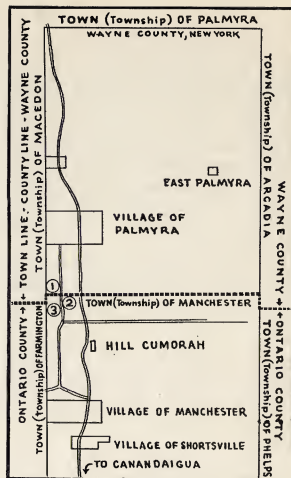 TOWN (Township) OF PALMYRA
WAYNE COUNTY, NEW YORK
ONTARIO COUNTY → ← TOWN LINE - COUNTY LINE - WAYNE COUNTY
TOWN (Township) OF MACEDON
TOWN (Township) OF FARMINGTON
EAST PALMYRA
VILLAGE OF
PALMYRA
①
②
③
TOWN (Township) OF MANCHESTER
HILL CUMORAH
VILLAGE OF MANCHESTER
VILLAGE OF SHORTSVILLE
TO CANANDAIGUA
TOWN (Township) OF ARCADIA
TOWN (Township) OF PHELPS
WAYNE COUNTY → ← ONTARIO COUNTY